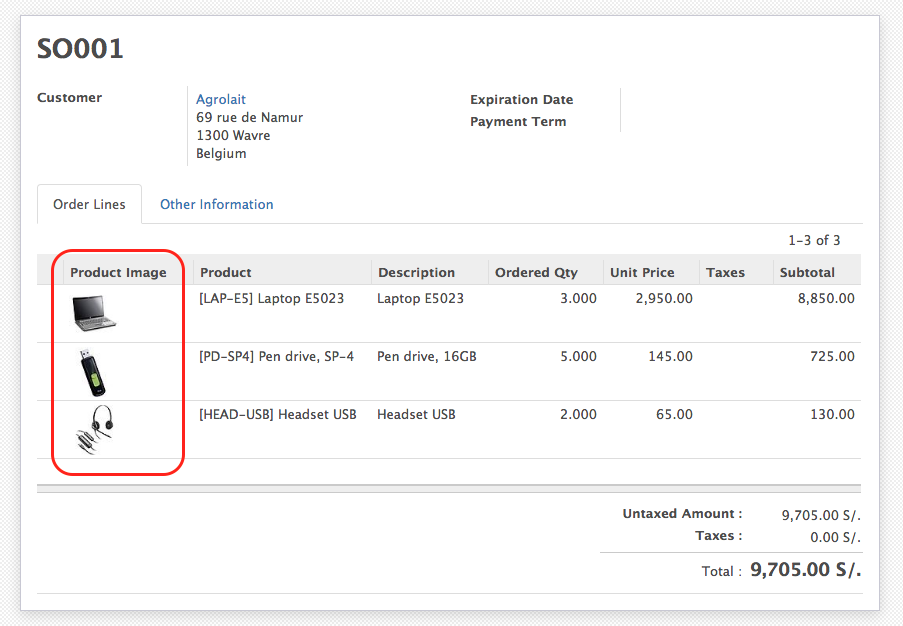 SO001
Customer
Agrolait
69 rue de Namur
1300 Wavre
Belgium
Expiration Date
Payment Term
Order Lines
Other Information
1-3 of 3
Product Image Product Description Ordered Qty Unit Price Taxes Subtotal
[LAP-E5] Laptop E5023 Laptop E5023 3.000 2,950.00 8,850.00
[PD-SP4] Pen drive, SP-4 Pen drive, 16GB 5.000 145.00 725.00
[HEAD-USB] Headset USB Headset USB 2.000 65.00 130.00
Untaxed Amount : 9,705.00 S/.
Taxes : 0.00 S/.
Total : 9,705.00 S/.